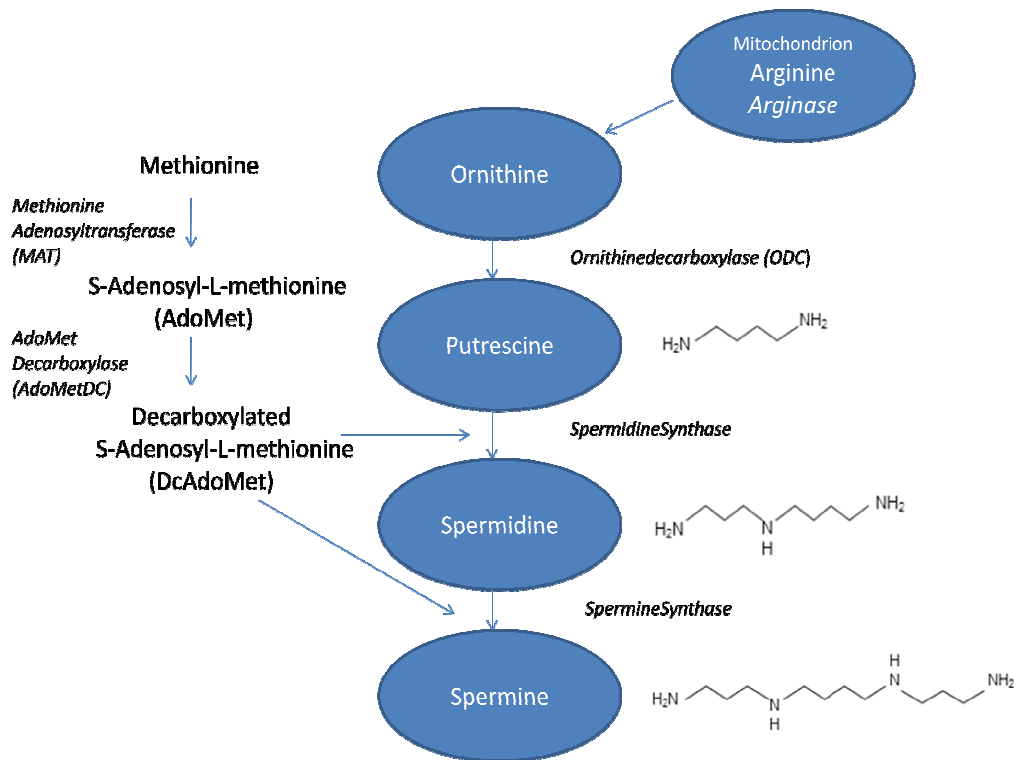 Mitochondrion
Arginine
Arginase
Ornithine
Methionine
Methionine
Adenosyltransferase
(MAT)
Ornithinedecarboxylase (ODC)
S-Adenosyl-L-methionine
(AdoMet)
Putrescine
H₂N
NH₂
AdoMet
Decarboxylase
(AdoMetDC)
Decarboxylated
S-Adenosyl-L-methionine
(DcAdoMet)
SpermidineSynthase
Spermidine
H₂N
N
H
NH₂
SpermineSynthase
Spermine
H₂N
N
H
H
N
NH₂